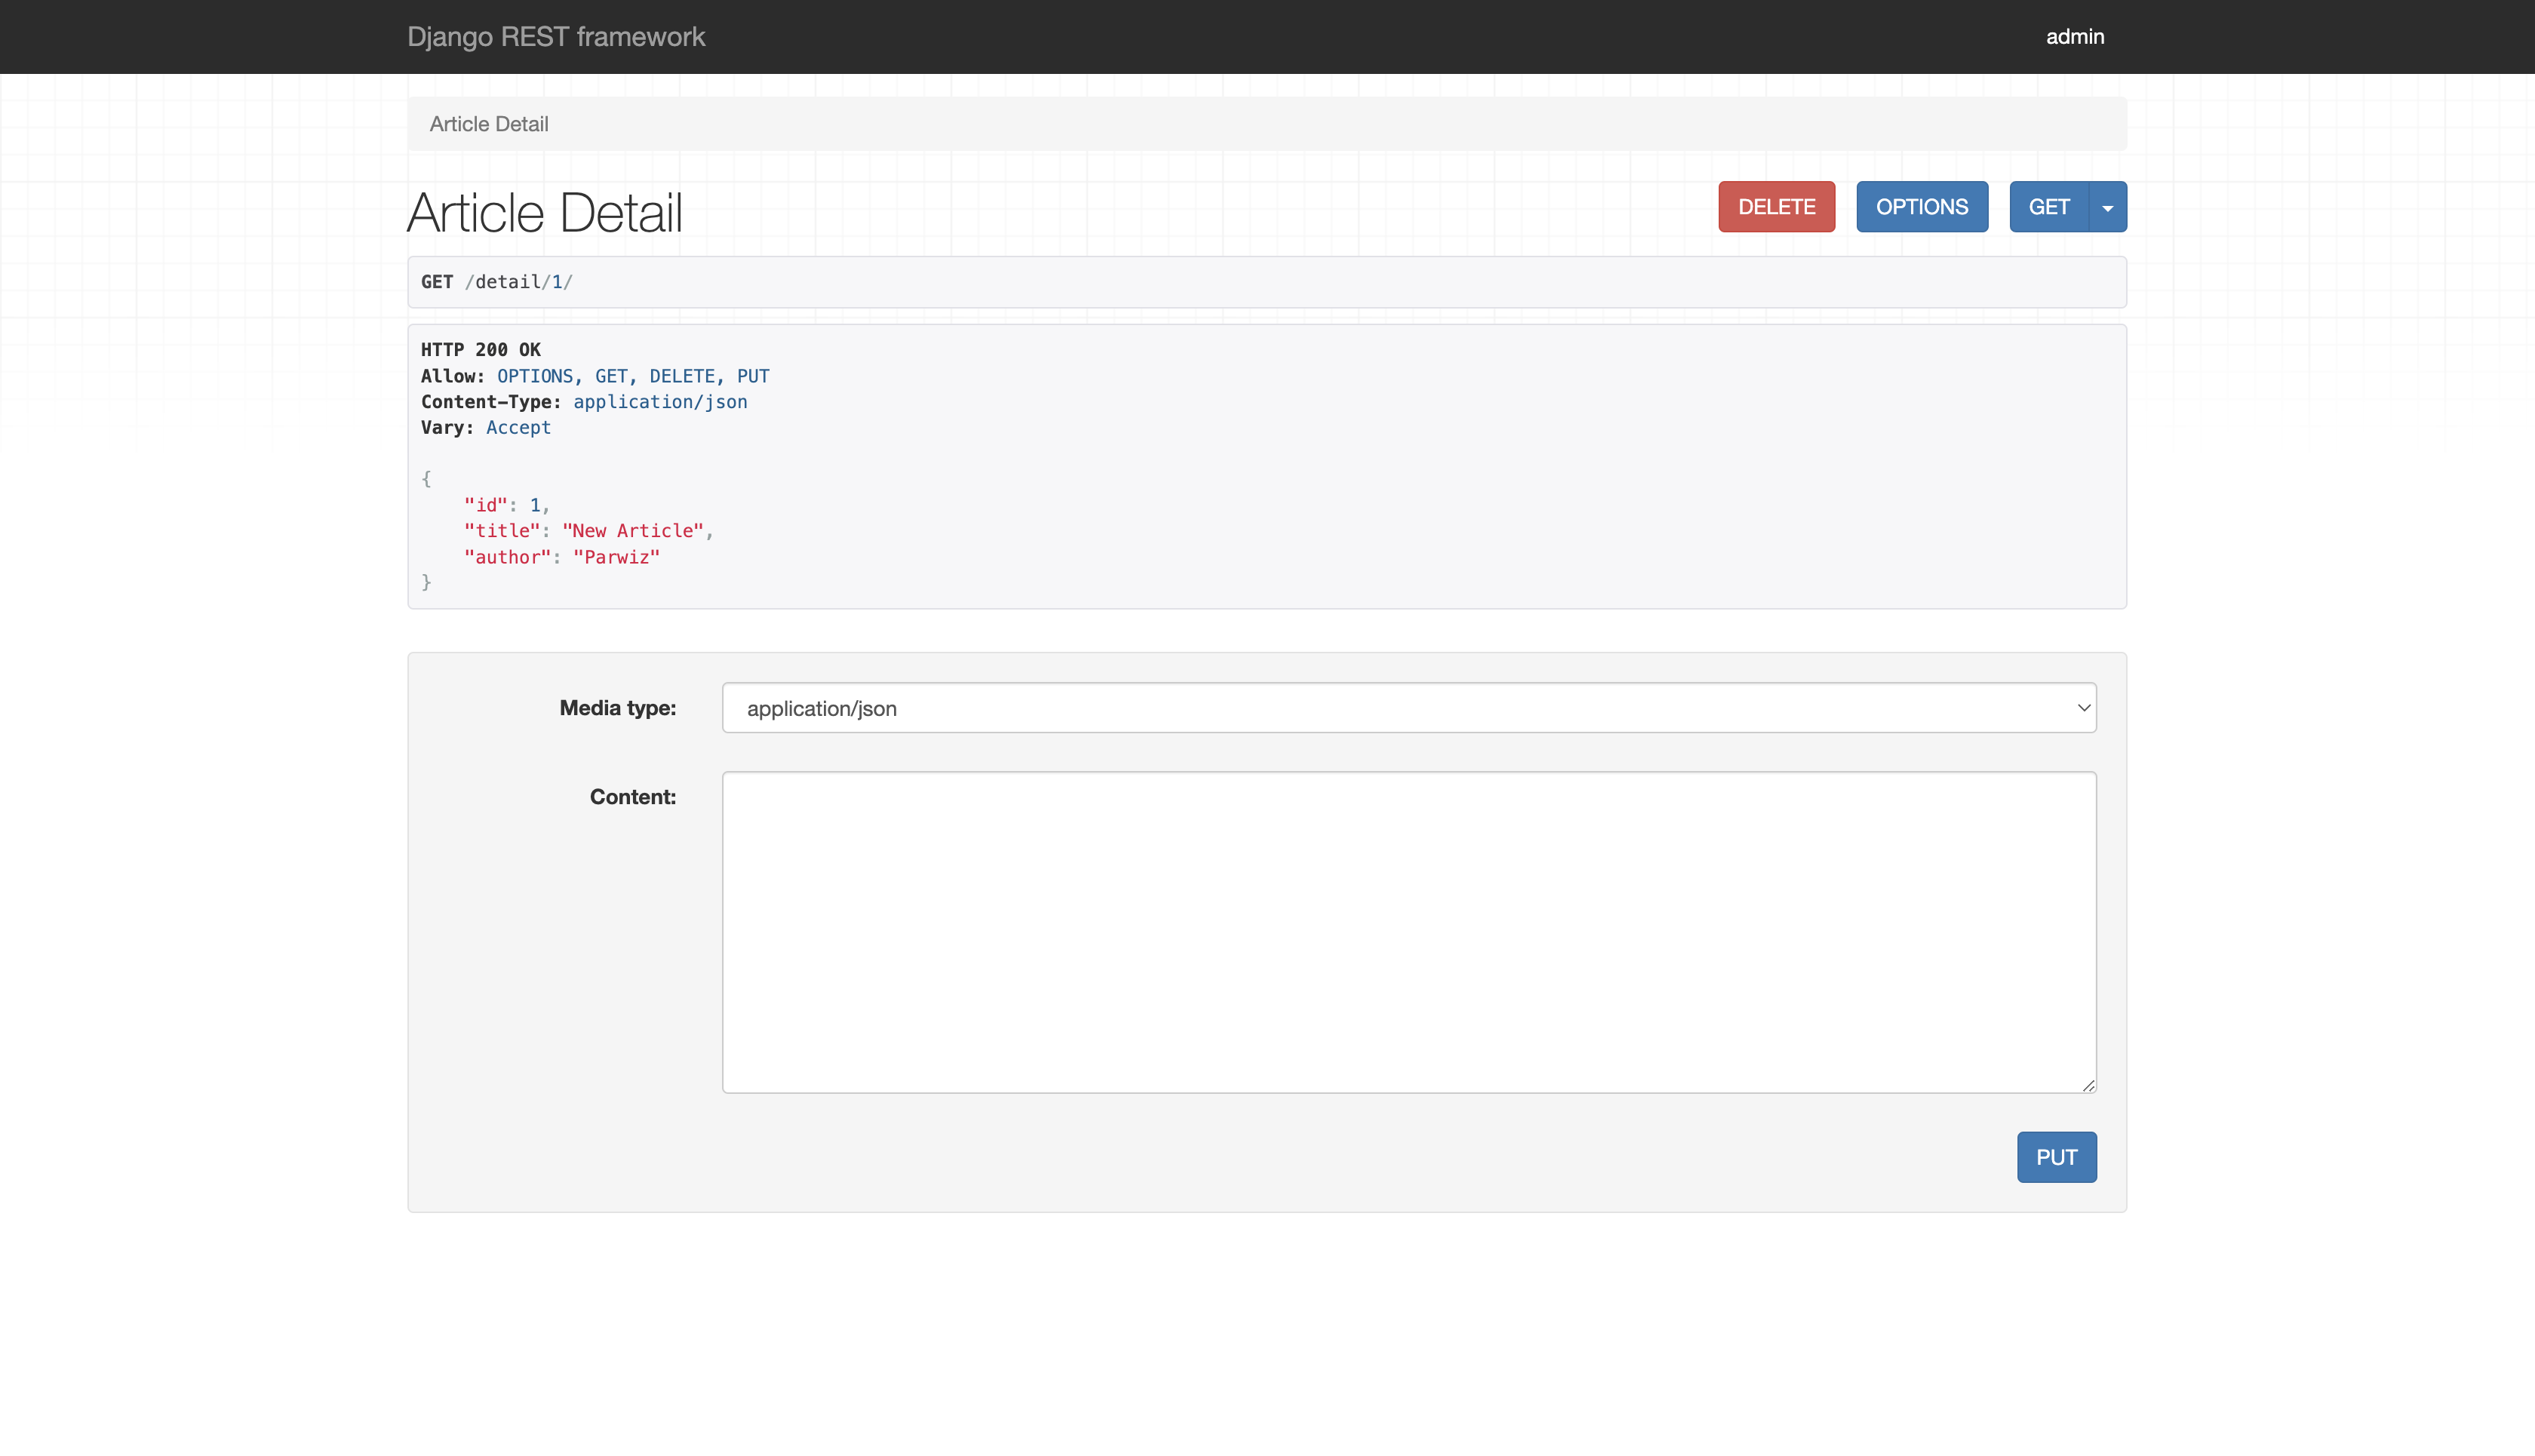 Django REST framework
admin
Article Detail
Article Detail
DELETE
OPTIONS
GET
GET /detail/1/
HTTP 200 OK
Allow: OPTIONS, GET, DELETE, PUT
Content-Type: application/json
Vary: Accept
{
    "id": 1,
    "title": "New Article",
    "author": "Parwiz"
}
Media type:
application/json
Content:
PUT